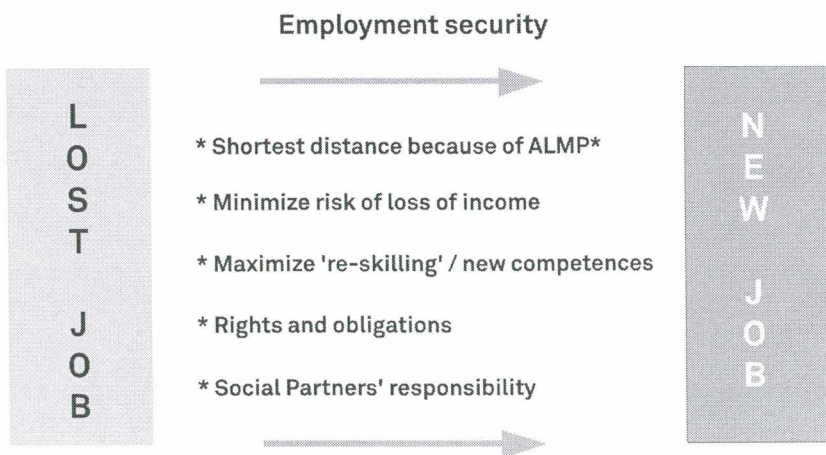 Employment security
LOST JOB
* Shortest distance because of ALMP*
* Minimize risk of loss of income
* Maximize 're-skilling' / new competences
* Rights and obligations
* Social Partners' responsibility
NEW JOB